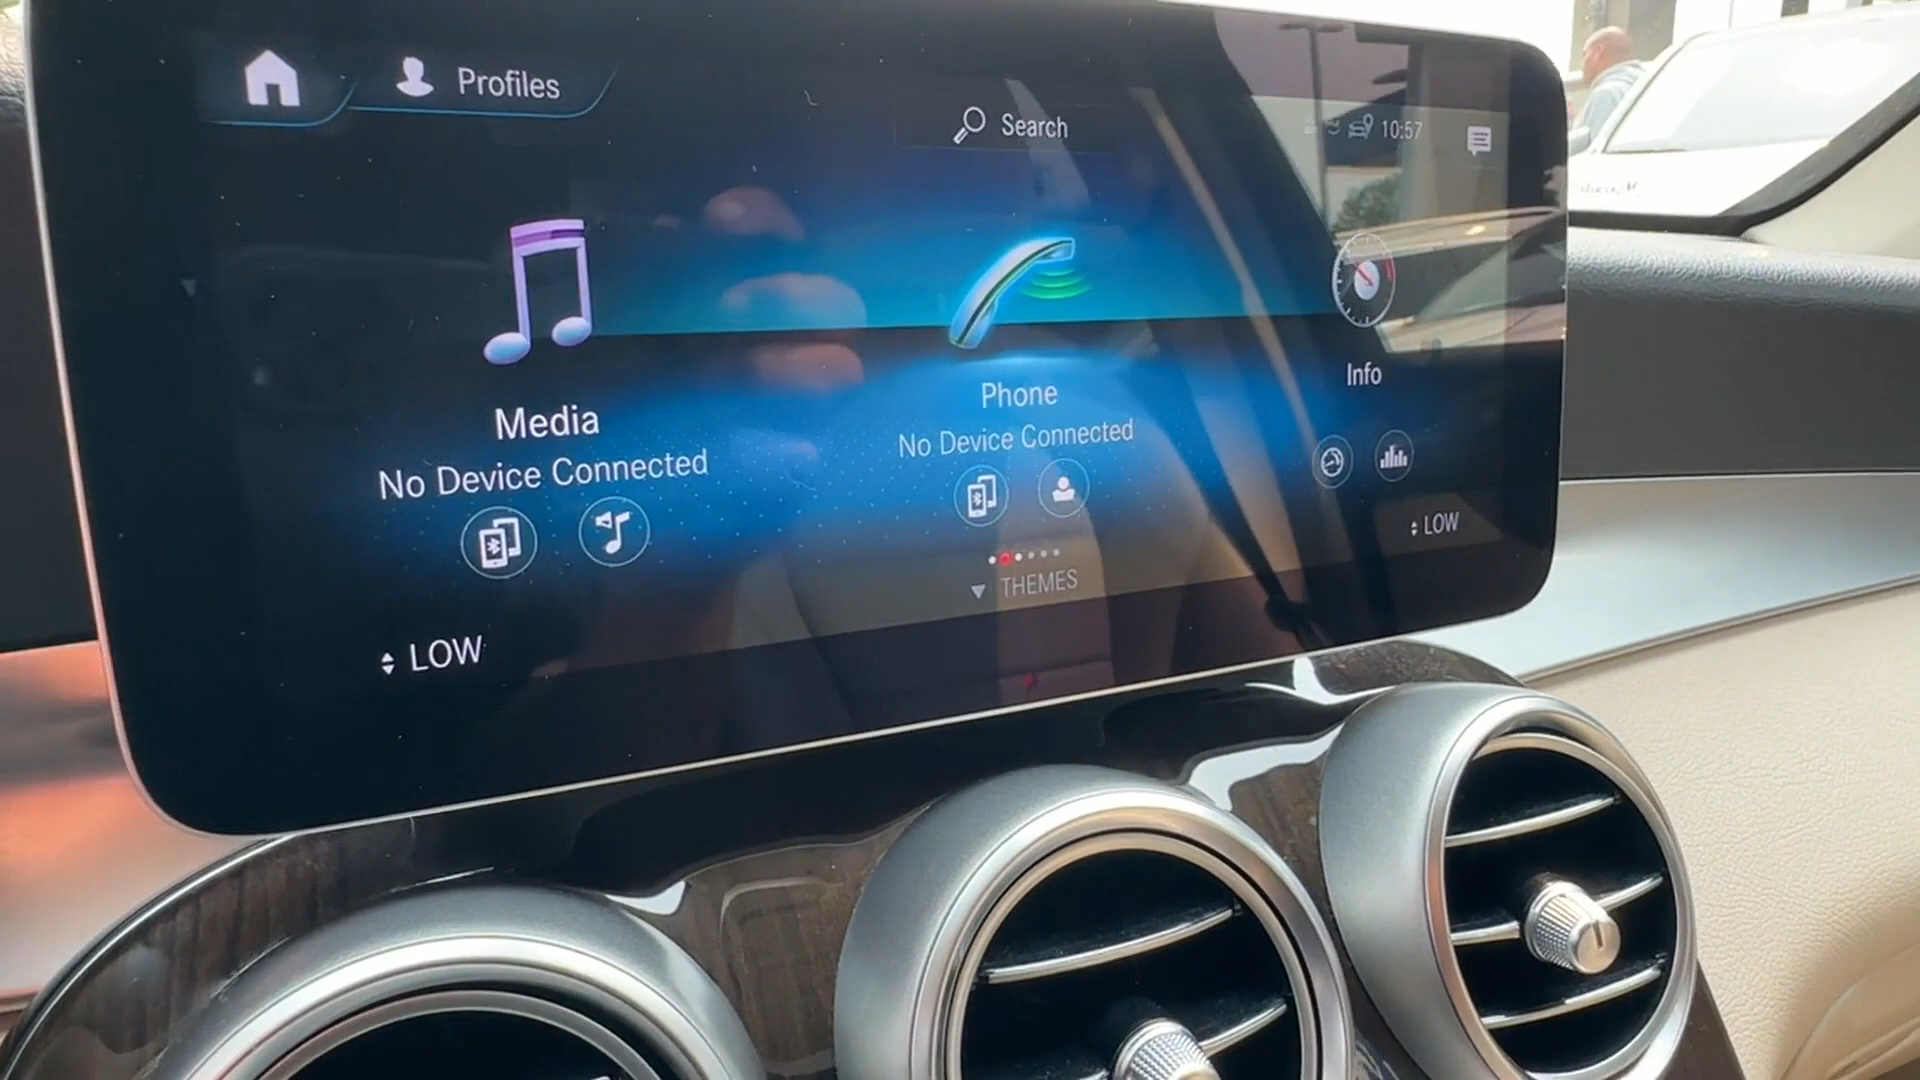 Profiles
Search
10:57
Media
No Device Connected
Phone
No Device Connected
Info
LOW
THEMES
LOW